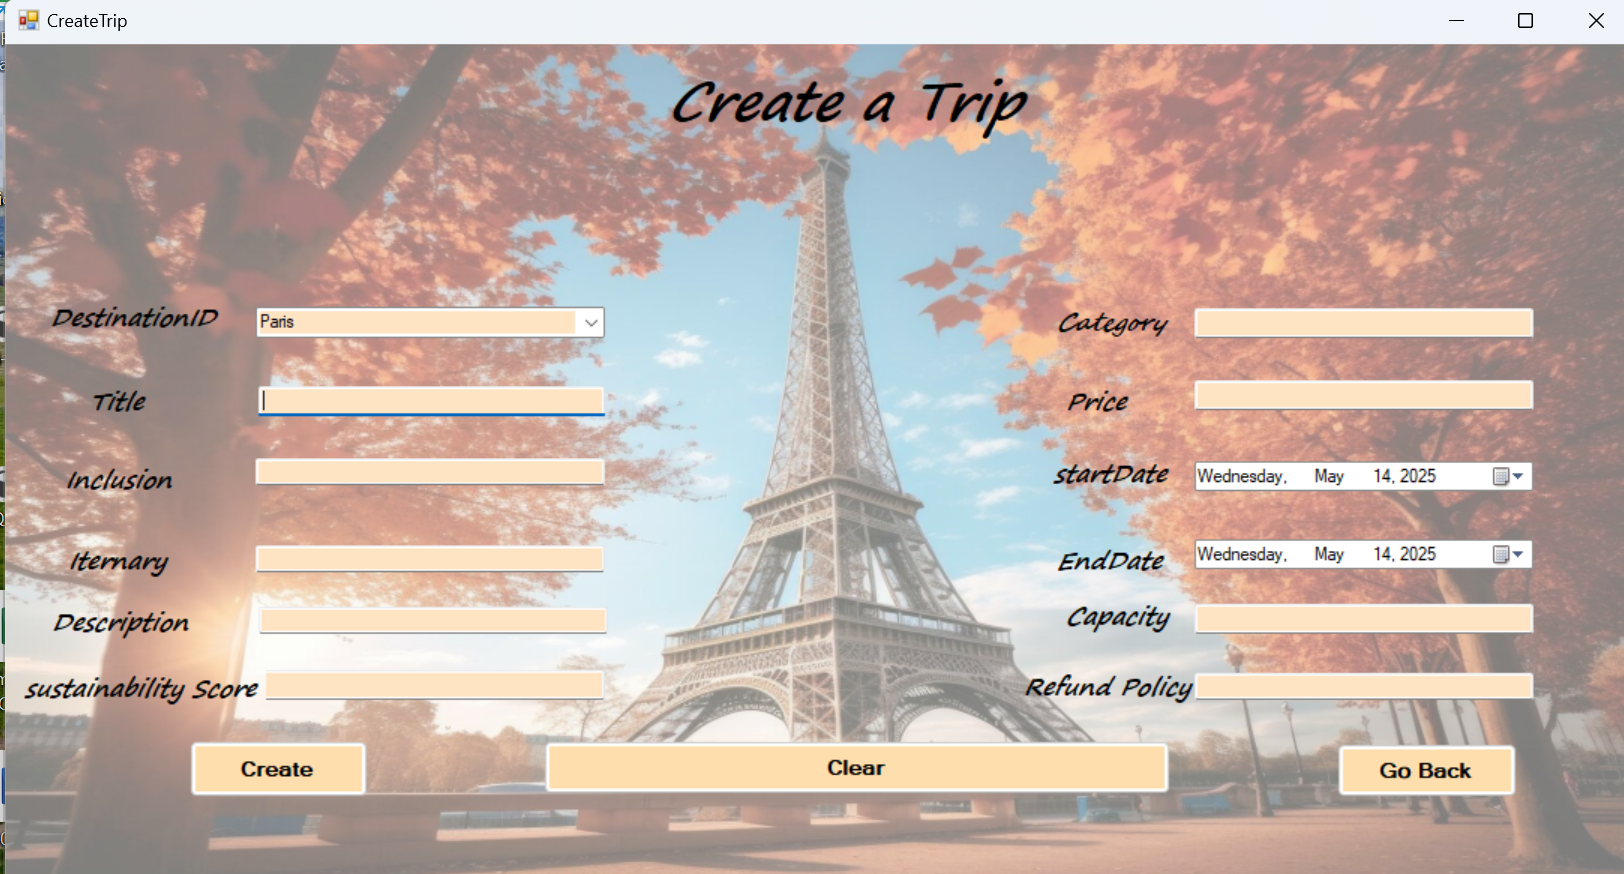 CreateTrip
Create a Trip
DestinationID Paris
Title
Inclusion
Iternary
Description
sustainability Score
Category
Price
startDate Wednesday, May 14, 2025
EndDate Wednesday, May 14, 2025
Capacity
Refund Policy
Create
Clear
Go Back